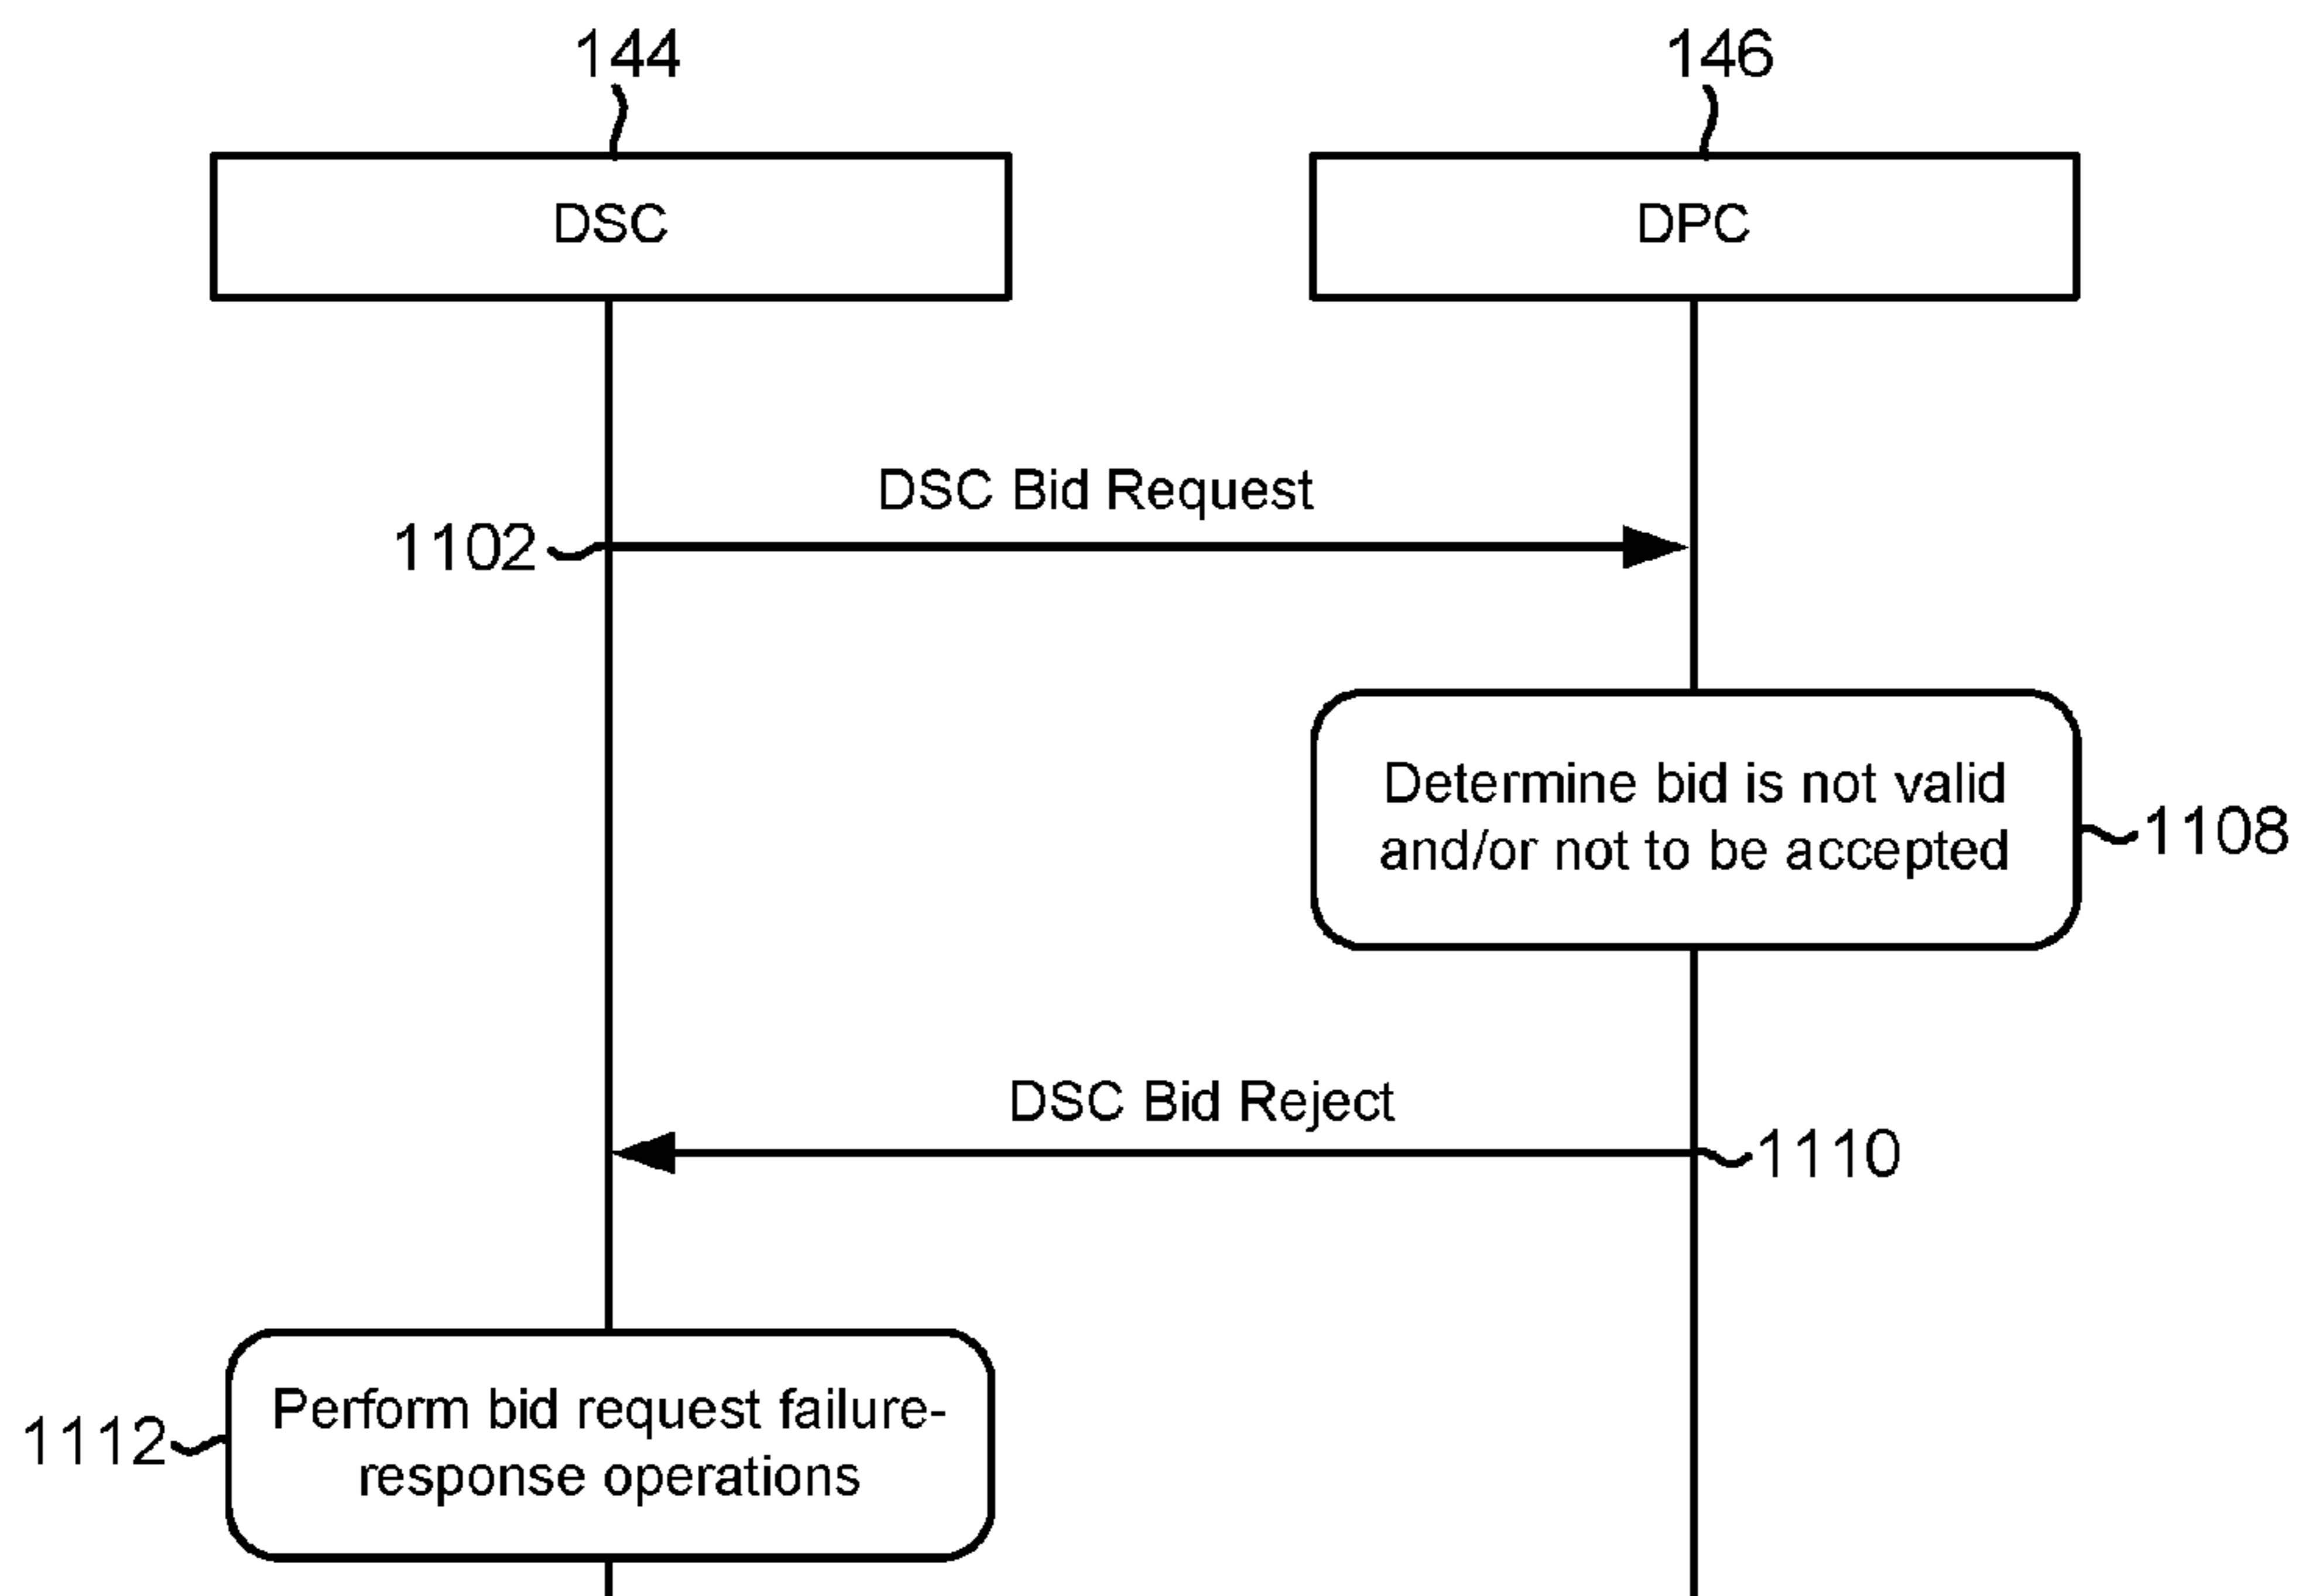 144
146
DSC
DPC
DSC Bid Request
1102
Determine bid is not valid
and/or not to be accepted
1108
DSC Bid Reject
1110
Perform bid request failure-
response operations
1112